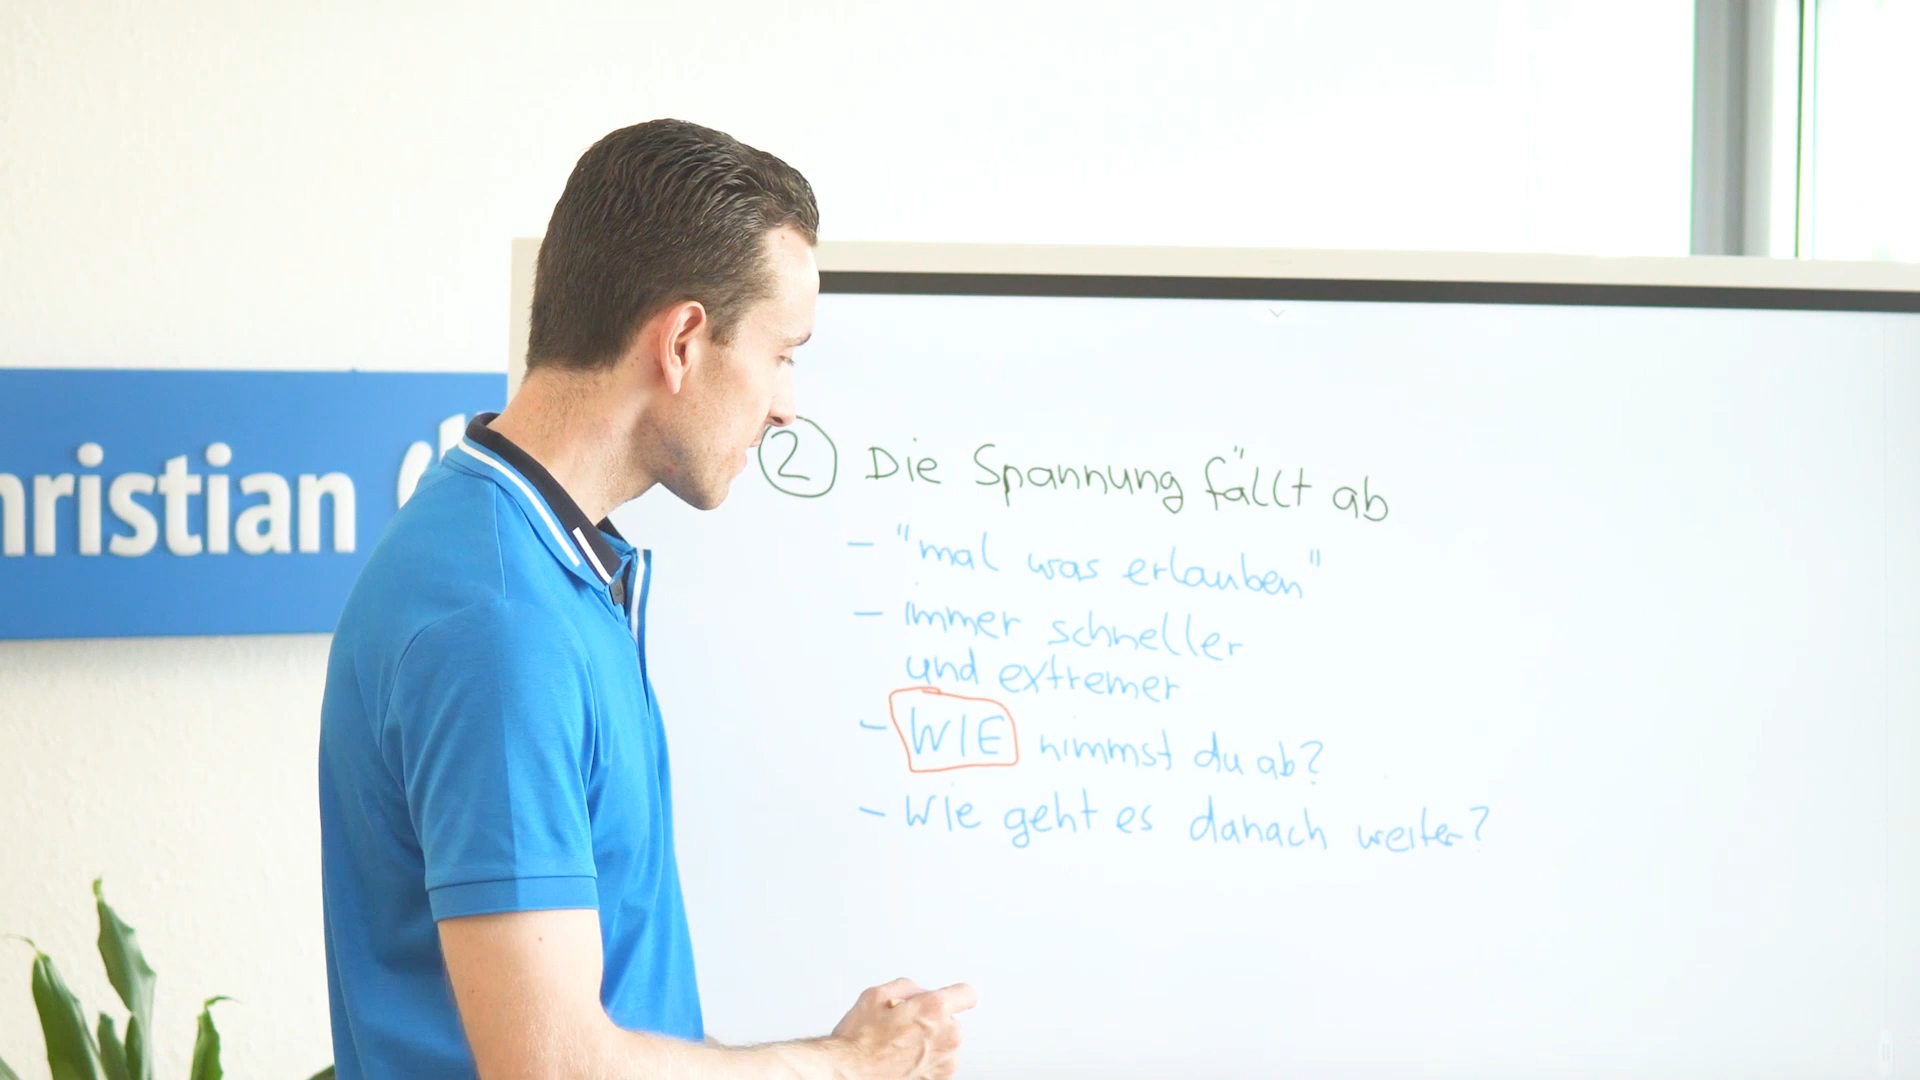 hristian
② Die Spannung fällt ab
- "mal was erlauben"
- immer schneller
und extremer
- WIE nimmst du ab?
- Wie geht es danach weiter?